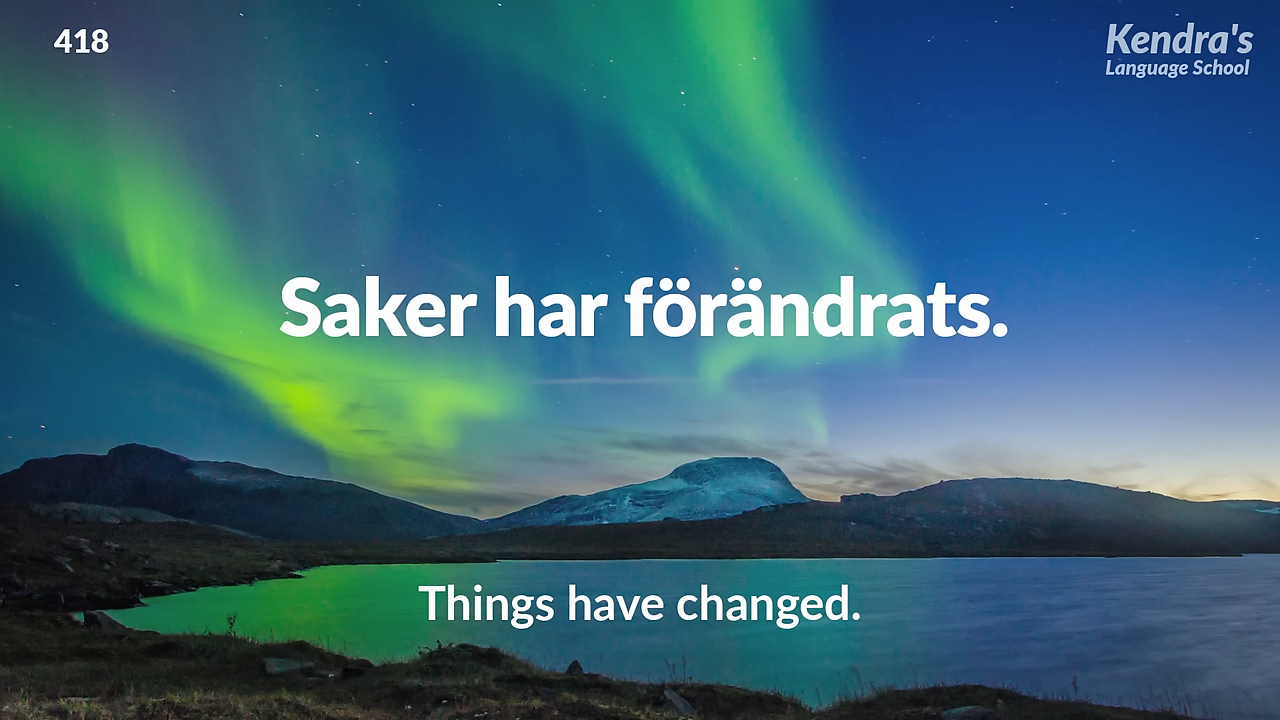 418
Kendra's
Language School
Saker har förändrats.
Things have changed.